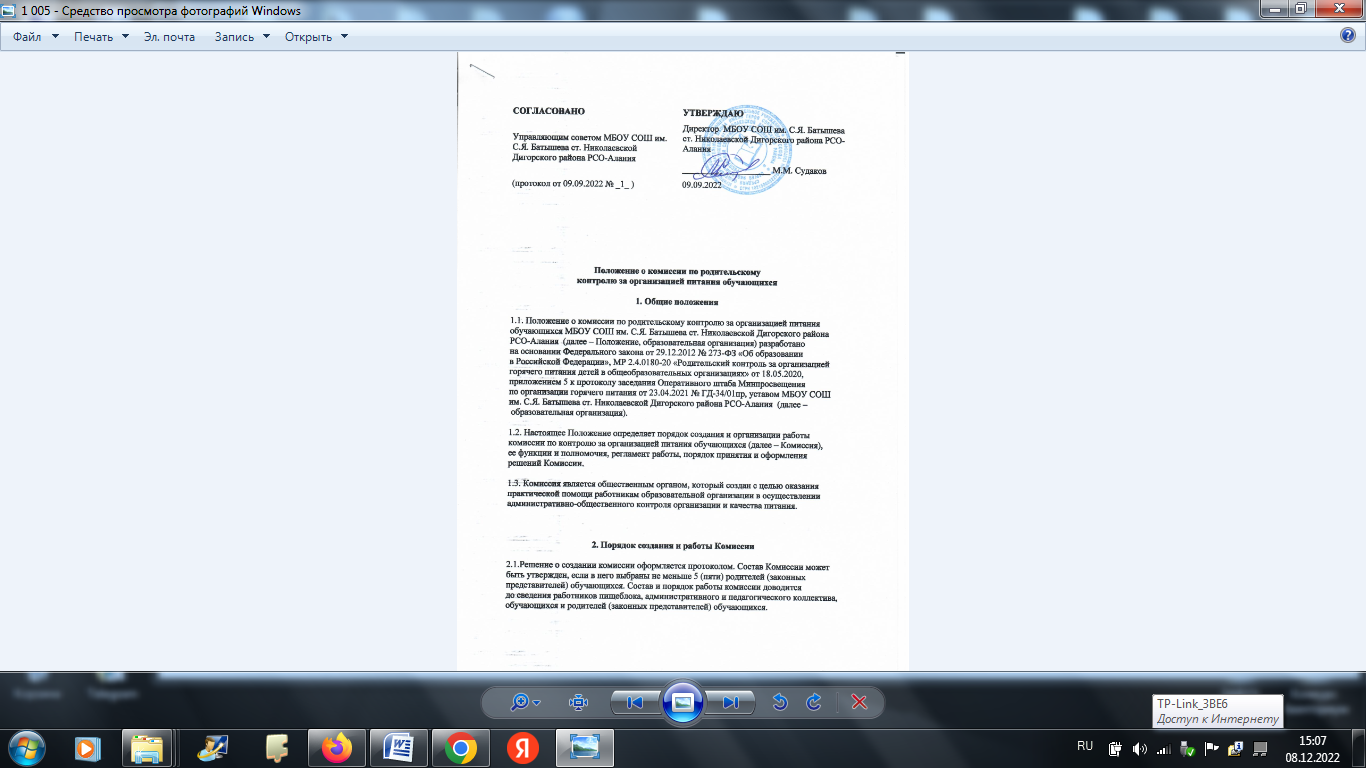 1 005 - Средство просмотра фотографий Windows
Файл Печать Эл. почта Запись Открыть
СОГЛАСОВАНО
Управляющим советом МБОУ СОШ им.
С.Я. Батышева ст. Николаевской
Дигорского района РСО-Алания
(протокол от 09.09.2022 № _1_ )
УТВЕРЖДАЮ
Директор МБОУ СОШ им. С.Я. Батышева
ст. Николаевской Дигорского района РСО-
Алания
М.М. Судаков
09.09.2022
Положение о комиссии по родительскому
контролю за организацией питания обучающихся
1. Общие положения
1.1. Положение о комиссии по родительскому контролю за организацией питания
обучающихся МБОУ СОШ им. С.Я. Батышева ст. Николаевской Дигорского района
РСО-Алания (далее – Положение, образовательная организация) разработано
на основании Федерального закона от 29.12.2012 № 273-ФЗ «Об образовании
в Российской Федерации», МР 2.4.0180-20 «Родительский контроль за организацией
горячего питания детей в общеобразовательных организациях» от 18.05.2020,
приложением 5 к протоколу заседания Оперативного штаба Минпросвещения
по организации горячего питания от 23.04.2021 № ГД-34/01пр, уставом МБОУ СОШ
им. С.Я. Батышева ст. Николаевской Дигорского района РСО-Алания (далее –
образовательная организация).
1.2. Настоящее Положение определяет порядок создания и организации работы
комиссии по контролю за организацией питания обучающихся (далее – Комиссия),
ее функции и полномочия, регламент работы, порядок принятия и оформления
решений Комиссии.
1.3. Комиссия является общественным органом, который создан с целью оказания
практической помощи работникам образовательной организации в осуществлении
административно-общественного контроля организации и качества питания.
2. Порядок создания и работы Комиссии
2.1.Решение о создании комиссии оформляется протоколом. Состав Комиссии может
быть утвержден, если в него выбраны не меньше 5 (пяти) родителей (законных
представителей) обучающихся. Состав и порядок работы комиссии доводится
до сведения работников пищеблока, административного и педагогического коллектива,
обучающихся и родителей (законных представителей) обучающихся.
TP-Link_3BE6
Доступ к Интернету
RU
15:07
08.12.2022